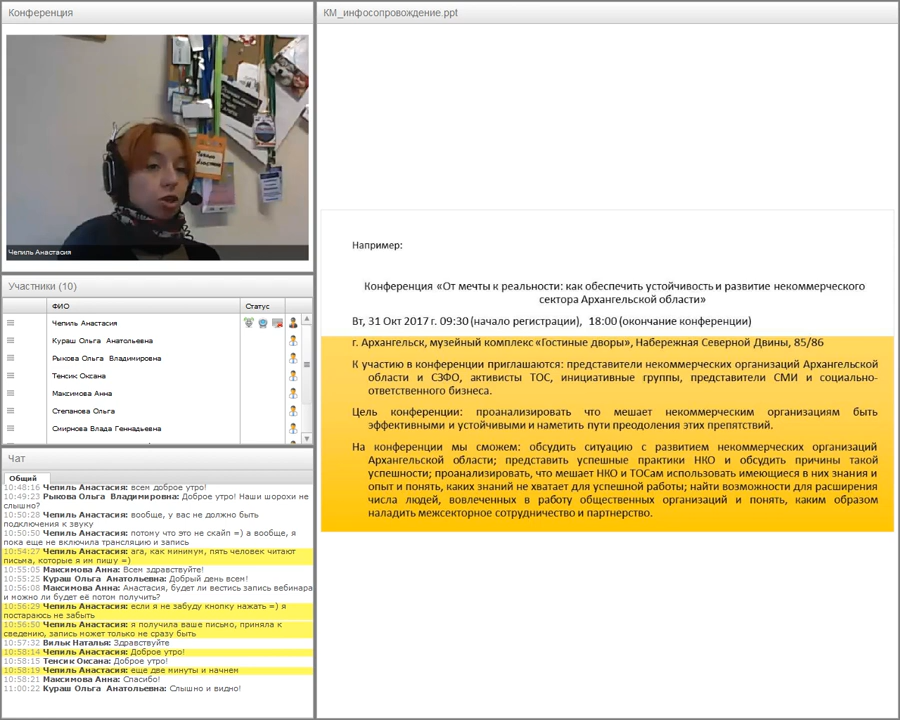 Конференция
Чепиль Анастасия
Участники (10)
ФИО
Статус
Чепиль Анастасия
Кураш Ольга Анатольевна
Рыкова Ольга Владимировна
Тенсик Оксана
Максимова Анна
Степанова Ольга
Смирнова Влада Геннадьевна
Чат
Общий
10:48:16 Чепиль Анастасия: всем доброе утро!
10:49:23 Рыкова Ольга Владимировна: Доброе утро! Наши шорохи не
слышно?
10:50:28 Чепиль Анастасия: вообще, у вас не должно быть
подключения к звуку
10:50:50 Чепиль Анастасия: потому что это не скайп =) а вообще, я
пока еще не включила трансляцию и запись
10:54:27 Чепиль Анастасия: ага, как минимум, пять человек читают
письма, которые я им пишу =)
10:55:05 Максимова Анна: Всем здравствуйте!
10:55:25 Кураш Ольга Анатольевна: Добрый день всем!
10:56:08 Максимова Анна: Анастасия, будет ли вестись запись вебинара
и можно ли будет её потом получить?
10:56:29 Чепиль Анастасия: если я не забуду кнопку нажать =) я
постараюсь не забыть
10:56:50 Чепиль Анастасия: я получила ваше письмо, приняла к
сведению, запись может только не сразу быть
10:57:32 Вильк Наталья: Здравствуйте
10:58:14 Чепиль Анастасия: Доброе утро!
10:58:15 Тенсик Оксана: Доброе утро!
10:58:19 Чепиль Анастасия: еще две минуты и начнем
10:58:21 Максимова Анна: Спасибо!
11:00:22 Кураш Ольга Анатольевна: Слышно и видно!
КМ_инфосопровождение.ppt
Например:
Конференция «От мечты к реальности: как обеспечить устойчивость и развитие некоммерческого
сектора Архангельской области»
Вт, 31 Окт 2017 г. 09:30 (начало регистрации), 18:00 (окончание конференции)
г. Архангельск, музейный комплекс «Гостиные дворы», Набережная Северной Двины, 85/86
К участию в конференции приглашаются: представители некоммерческих организаций Архангельской
области и СЗФО, активисты ТОС, инициативные группы, представители СМИ и социально-
ответственного бизнеса.
Цель конференции: проанализировать что мешает некоммерческим организациям быть
эффективными и устойчивыми и наметить пути преодоления этих препятствий.
На конференции мы сможем: обсудить ситуацию с развитием некоммерческих организаций
Архангельской области; представить успешные практики НКО и обсудить причины такой
успешности; проанализировать, что мешает НКО и ТОСам использовать имеющиеся в них знания и
опыт и понять, каких знаний не хватает для успешной работы; найти возможности для расширения
числа людей, вовлеченных в работу общественных организаций и понять, каким образом
наладить межсекторное сотрудничество и партнерство.